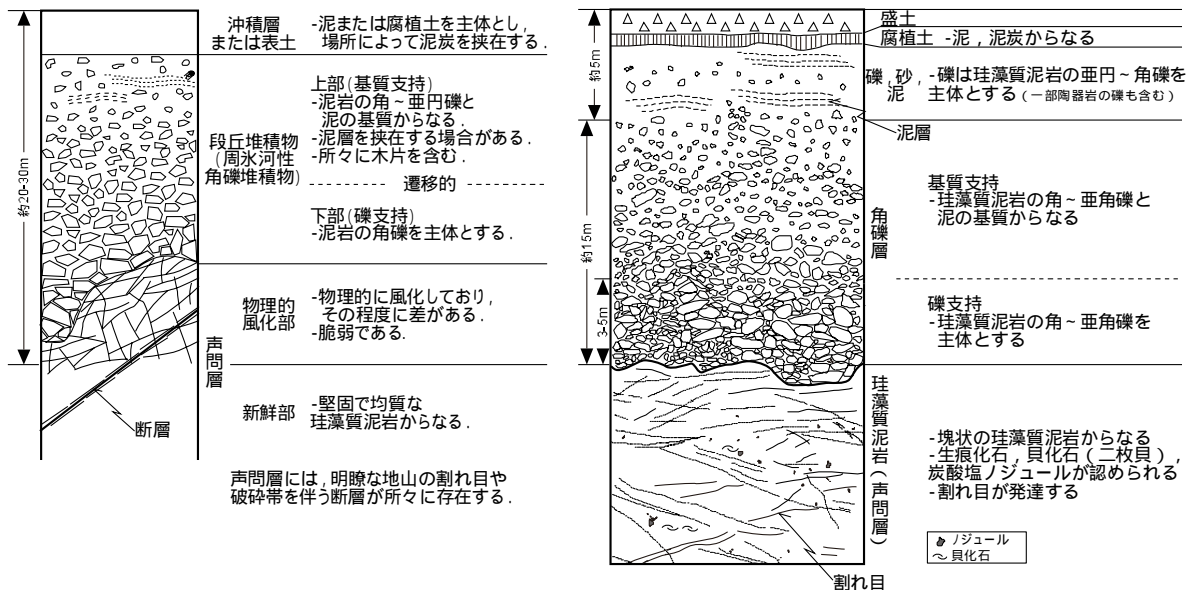 沖積層
または表土
-泥または腐植土を主体とし,
場所によって泥炭を挟在する.
約20-30m
段丘堆積物
(周氷河性
角礫堆積物)
上部(基質支持)
-泥岩の角~亜円礫と
泥の基質からなる.
-泥層を挟在する場合がある.
-所々に木片を含む.
遷移的
下部(礫支持)
-泥岩の角礫を主体とする.
物理的
風化部
-物理的に風化しており,
その程度に差がある.
-脆弱である.
声問層
新鮮部
-堅固で均質な
珪藻質泥岩からなる.
断層
声問層には,明瞭な地山の割れ目や
破砕帯を伴う断層が所々に存在する.
約5m
約15m
3-5m
盛土
腐植土 -泥,泥炭からなる
礫,砂,
泥
-礫は珪藻質泥岩の亜円~角礫を
主体とする(一部陶器岩の礫も含む)
泥層
角礫層
基質支持
-珪藻質泥岩の角~亜角礫と
泥の基質からなる
礫支持
-珪藻質泥岩の角~亜角礫を
主体とする
珪藻質泥岩(声問層)
-塊状の珪藻質泥岩からなる
-生痕化石,貝化石(二枚貝),
炭酸塩ノジュールが認められる
-割れ目が発達する
ノジュール
貝化石
割れ目